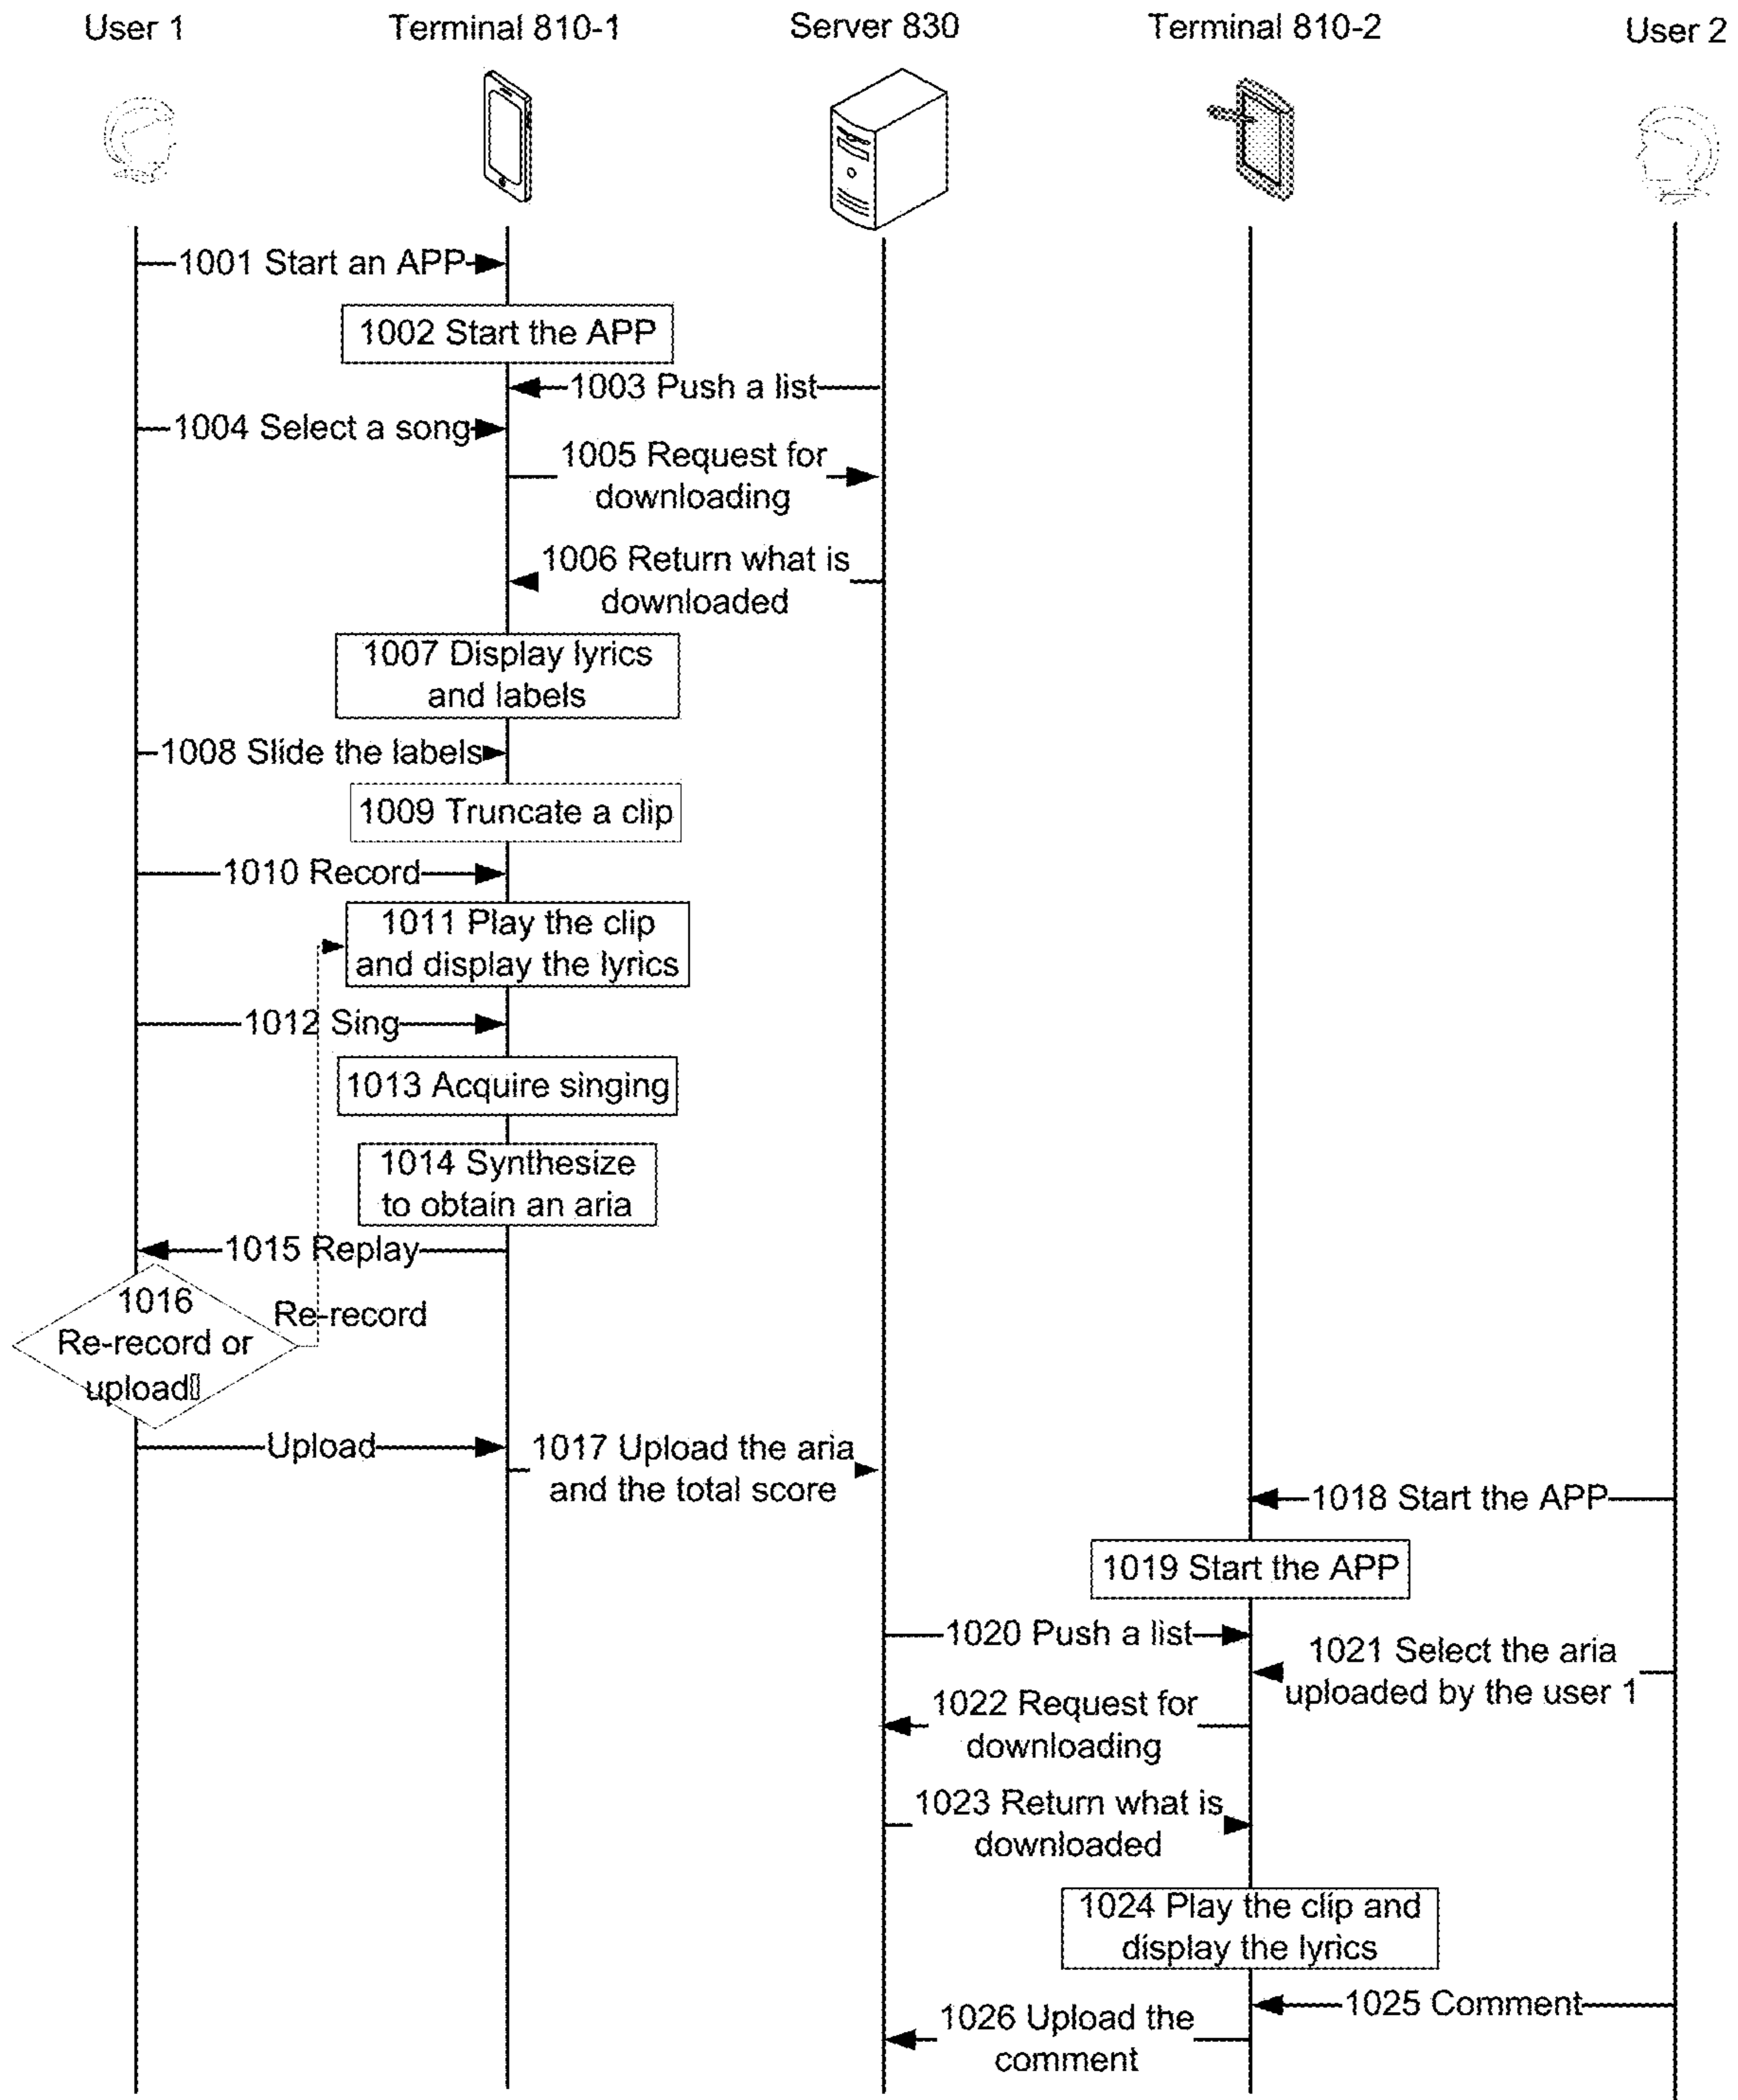 User 1
Terminal 810-1
Server 830
Terminal 810-2
User 2
1001 Start an APP
1002 Start the APP
1003 Push a list
1004 Select a song
1005 Request for
downloading
1006 Return what is
downloaded
1007 Display lyrics
and labels
1008 Slide the labels
1009 Truncate a clip
1010 Record
1011 Play the clip
and display the lyrics
1012 Sing
1013 Acquire singing
1014 Synthesize
to obtain an aria
1015 Replay
1016
Re-record or
upload
Re-record
Upload
1017 Upload the aria
and the total score
1018 Start the APP
1019 Start the APP
1020 Push a list
1021 Select the aria
uploaded by the user 1
1022 Request for
downloading
1023 Return what is
downloaded
1024 Play the clip and
display the lyrics
1025 Comment
1026 Upload the
comment